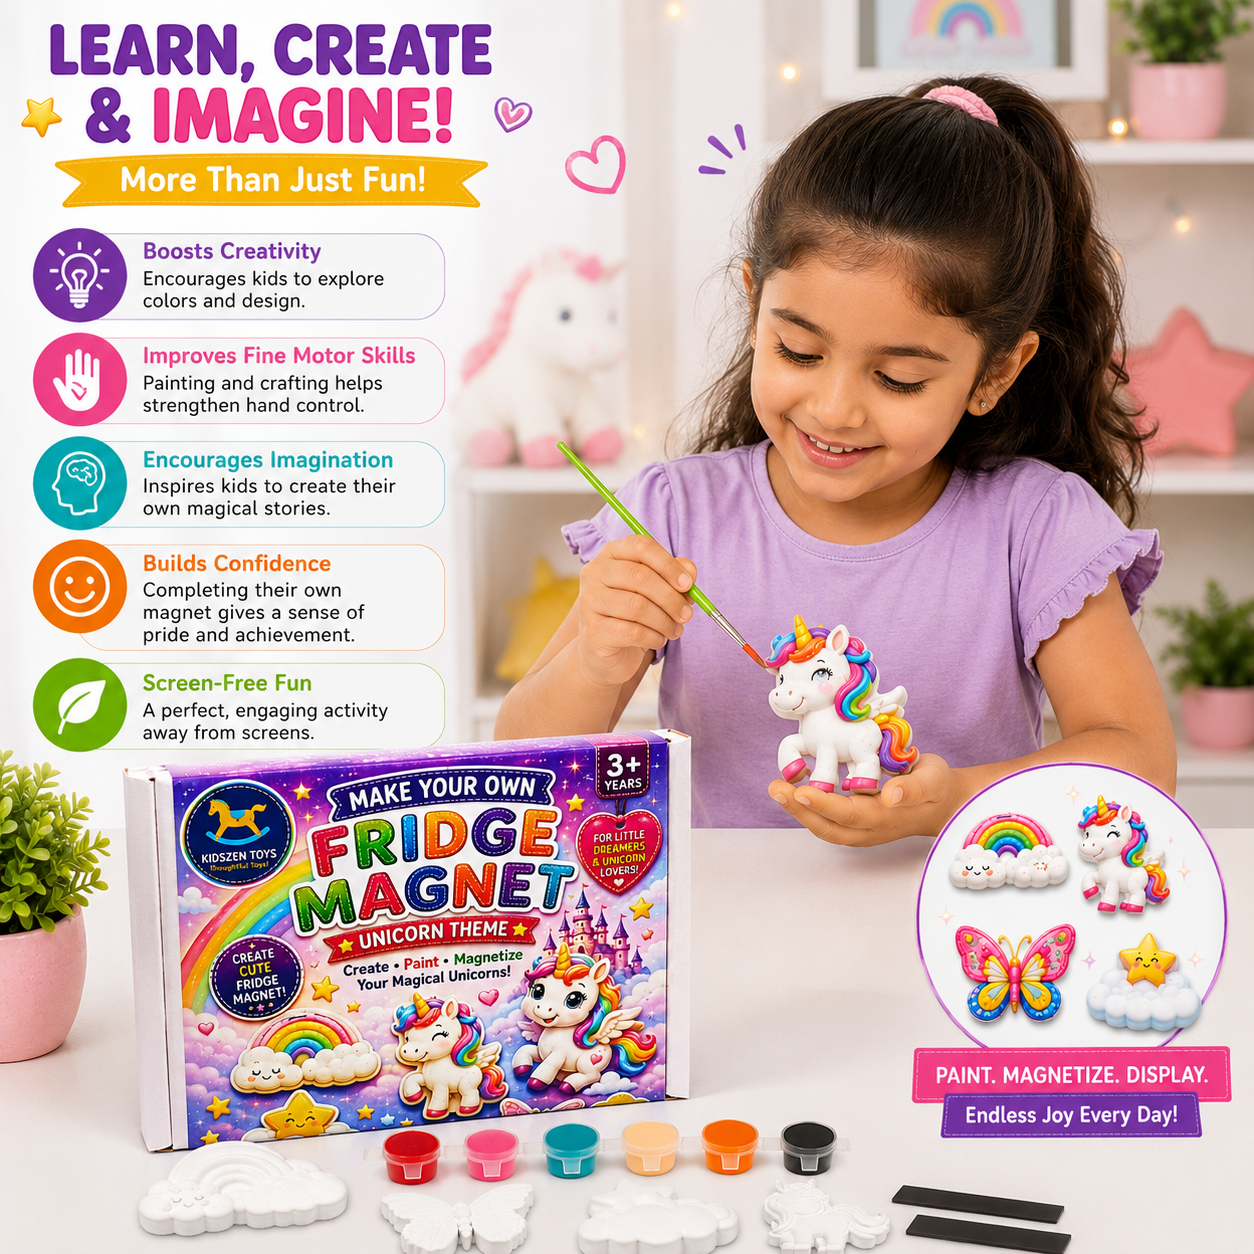 LEARN, CREATE
& IMAGINE!
More Than Just Fun!
Boosts Creativity
Encourages kids to explore
colors and design.
Improves Fine Motor Skills
Painting and crafting helps
strengthen hand control.
Encourages Imagination
Inspires kids to create their
own magical stories.
Builds Confidence
Completing their own
magnet gives a sense of
pride and achievement.
Screen-Free Fun
A perfect, engaging activity
away from screens.
3+
YEARS
MAKE YOUR OWN
FRIDGE
MAGNET
UNICORN THEME
Create • Paint • Magnetize
Your Magical Unicorns!
KIDSZEN TOYS
thoughtful Toys!
FOR LITTLE
DREAMERS
& UNICORN
LOVERS!
CREATE
CUTE
FRIDGE
MAGNET!
PAINT. MAGNETIZE. DISPLAY.
Endless Joy Every Day!